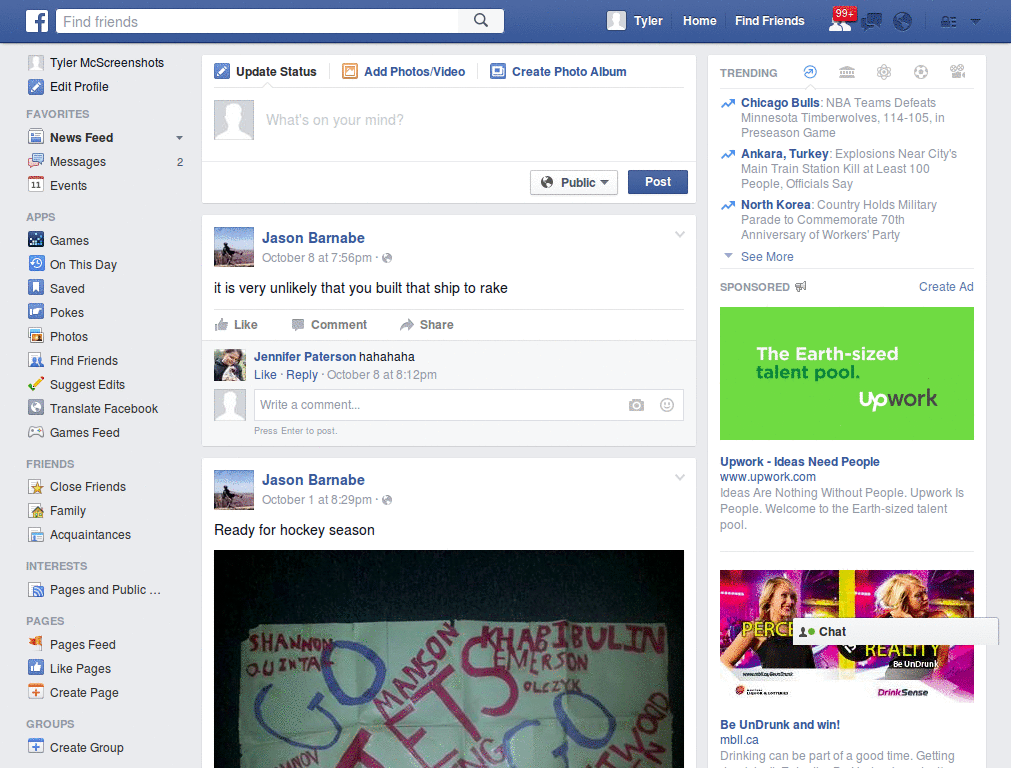 Find friends
Tyler
Home
Find Friends
99+
Tyler McScreenshots
Edit Profile
FAVORITES
News Feed
Messages 2
11 Events
APPS
Games
On This Day
Saved
Pokes
Photos
Find Friends
Suggest Edits
Translate Facebook
Games Feed
FRIENDS
Close Friends
Family
Acquaintances
INTERESTS
Pages and Public ...
PAGES
Pages Feed
Like Pages
Create Page
GROUPS
Create Group
Update Status
Add Photos/Video
Create Photo Album
What's on your mind?
Public
Post
Jason Barnabe
October 8 at 7:56pm ·
it is very unlikely that you built that ship to rake
Like Comment Share
Jennifer Paterson hahahaha
Like · Reply · October 8 at 8:12pm
Write a comment...
Press Enter to post.
Jason Barnabe
October 1 at 8:29pm ·
Ready for hockey season
SHANNON
QUINTA
GO
MANSON
KHABIBULIN
EMERSON
OLCZYK
JETS
GO
TRENDING
Chicago Bulls: NBA Teams Defeats
Minnesota Timberwolves, 114-105, in
Preseason Game
Ankara, Turkey: Explosions Near City's
Main Train Station Kill at Least 100
People, Officials Say
North Korea: Country Holds Military
Parade to Commemorate 70th
Anniversary of Workers' Party
See More
SPONSORED
Create Ad
The Earth-sized
talent pool.
Upwork
Upwork - Ideas Need People
www.upwork.com
Ideas Are Nothing Without People. Upwork Is
People. Welcome to the Earth-sized talent
pool.
PERCE
Chat
REALITY
Be UnDrunk
DrinkSense
Be UnDrunk and win!
mbll.ca
Drinking can be part of a good time. Getting